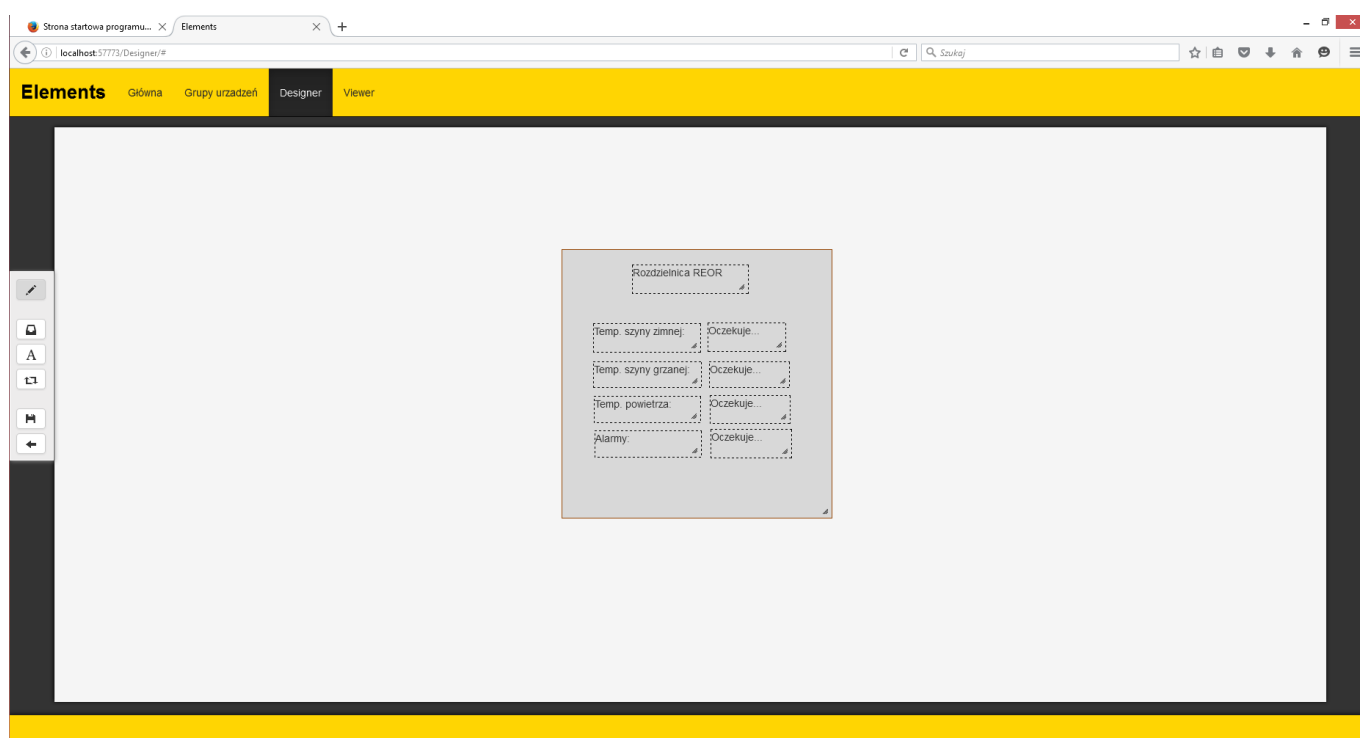 Strona startowa programu... Elements
localhost:57773/Designer/# Szukaj
Elements Główna Grupy urzadzeń Designer Viewer
Rozdzielnica REOR
Temp. szyny zimnej: Oczekuje...
Temp. szyny grzanej: Oczekuje...
Temp. powietrza: Oczekuje...
Alarmy: Oczekuje...
A